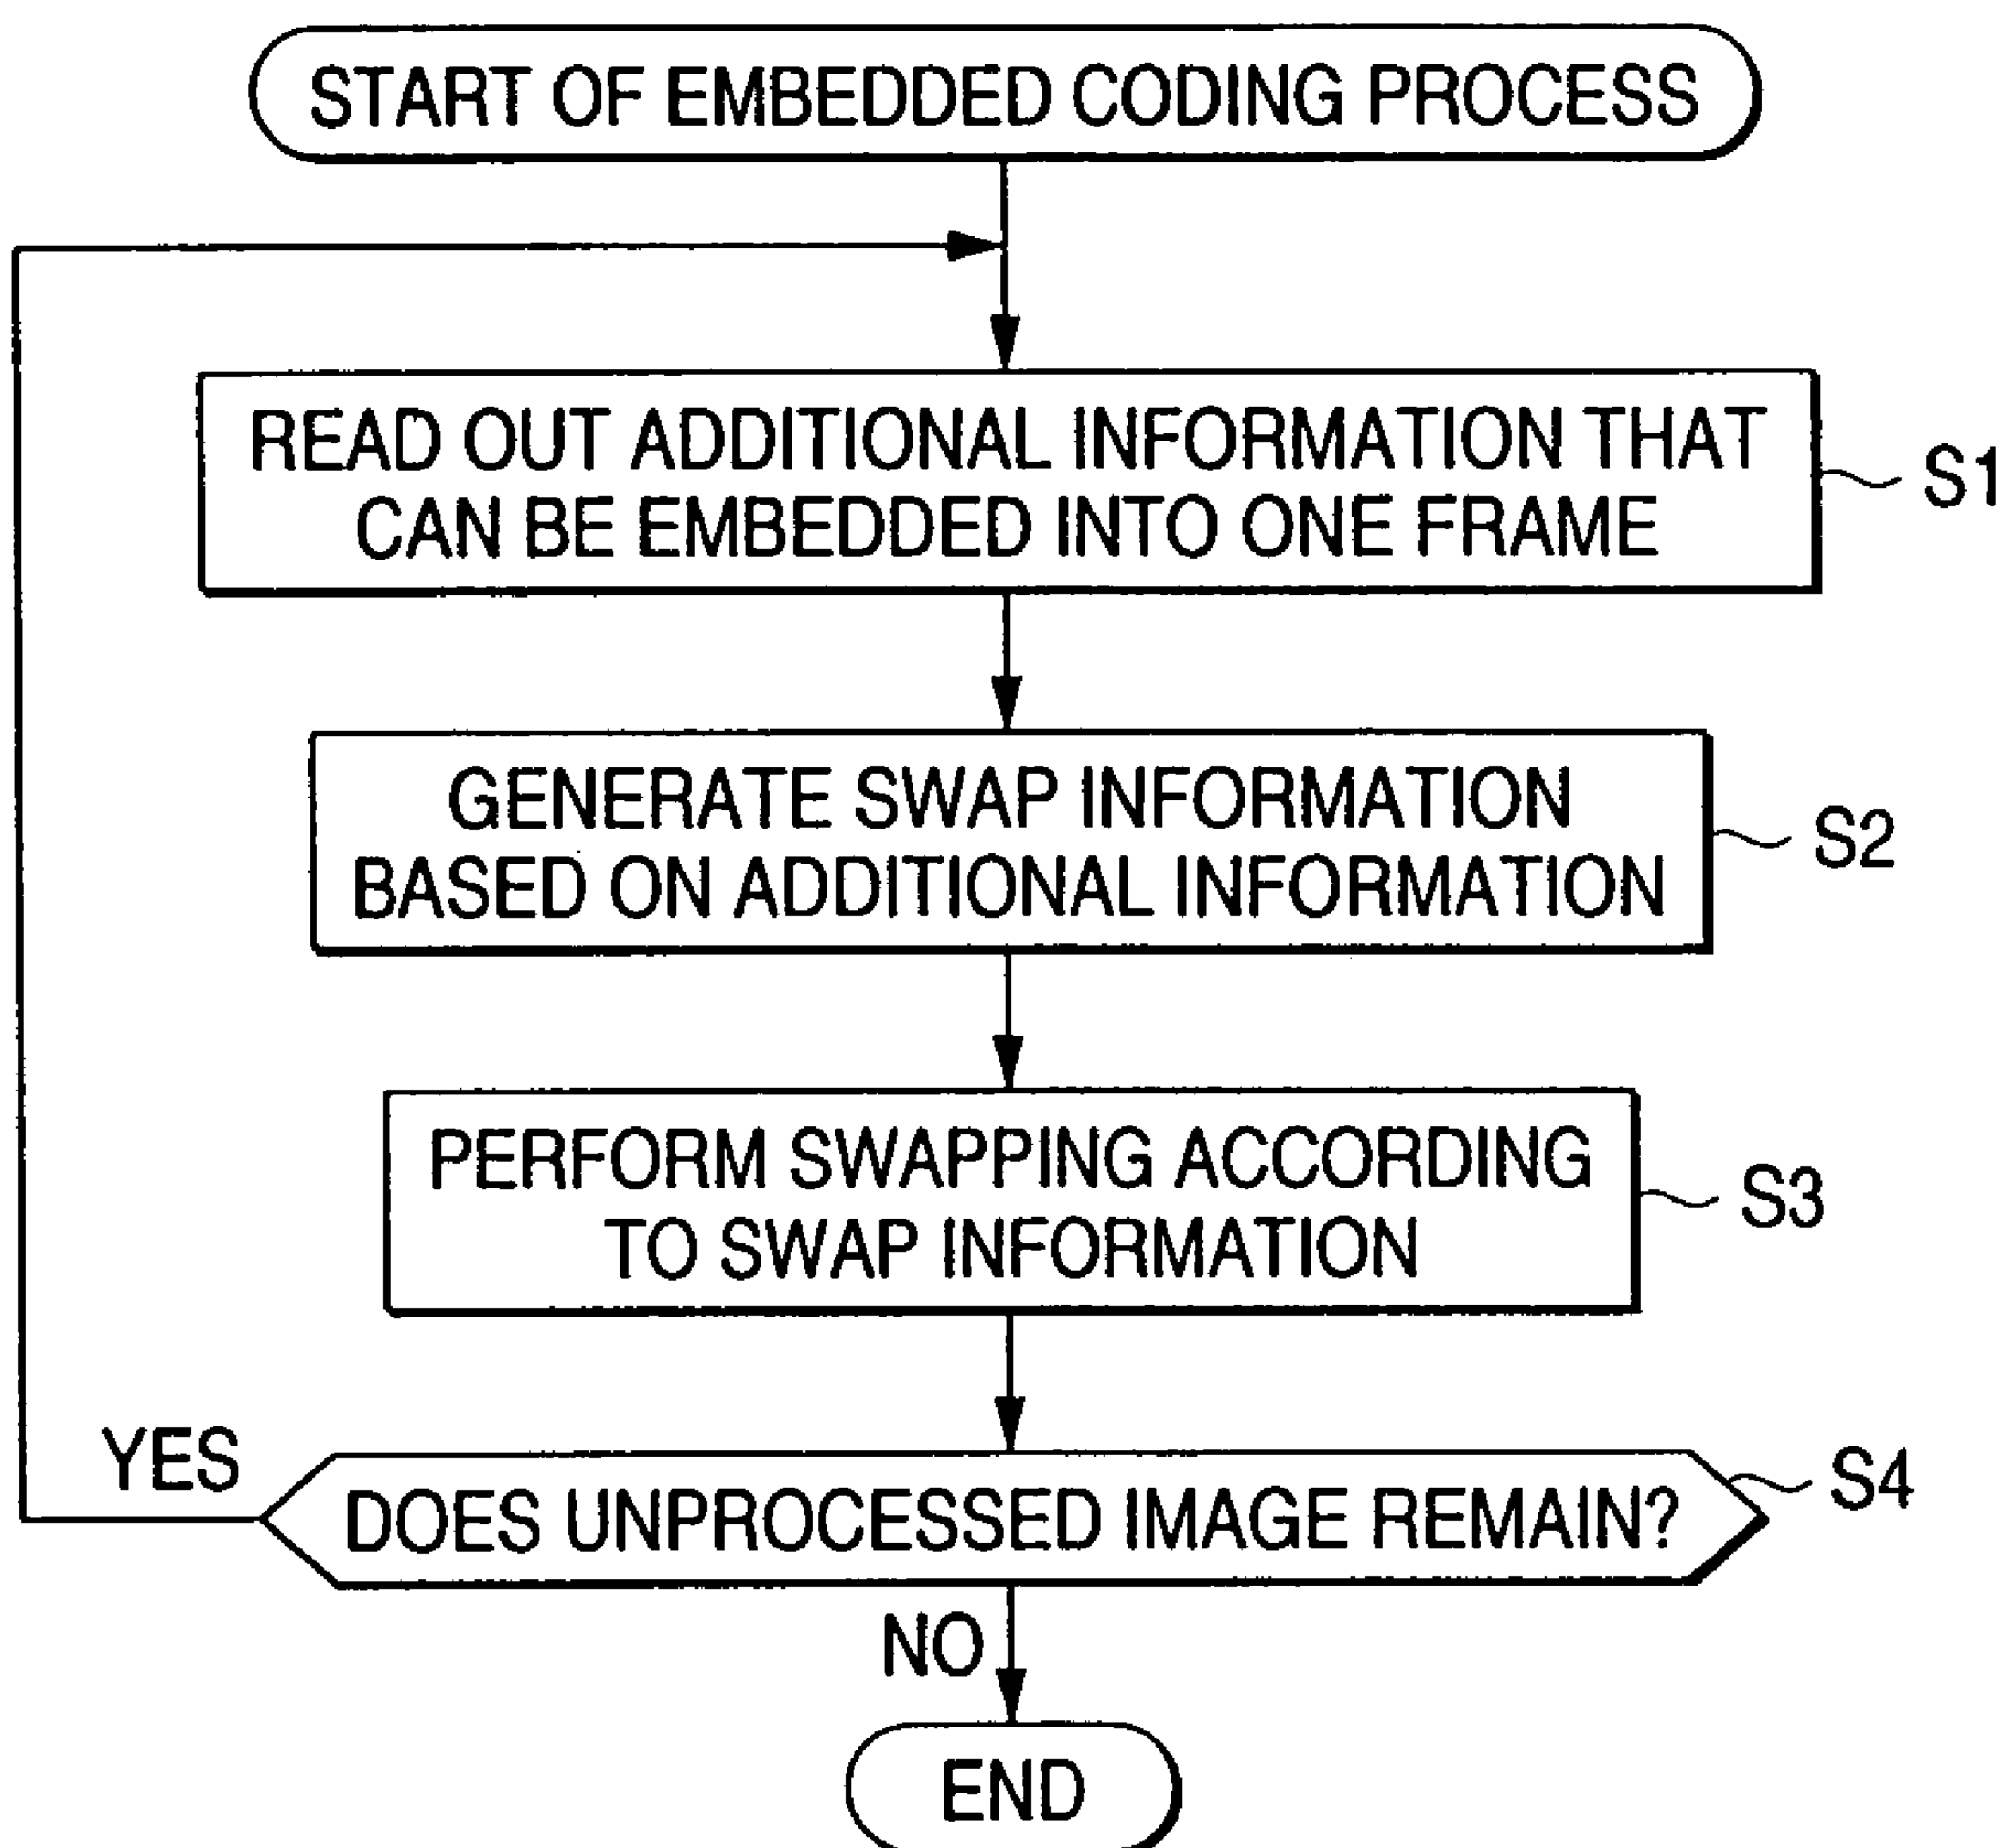 START OF EMBEDDED CODING PROCESS
READ OUT ADDITIONAL INFORMATION THAT
CAN BE EMBEDDED INTO ONE FRAME
S1
GENERATE SWAP INFORMATION
BASED ON ADDITIONAL INFORMATION
S2
PERFORM SWAPPING ACCORDING
TO SWAP INFORMATION
S3
YES
DOES UNPROCESSED IMAGE REMAIN?
S4
NO
END